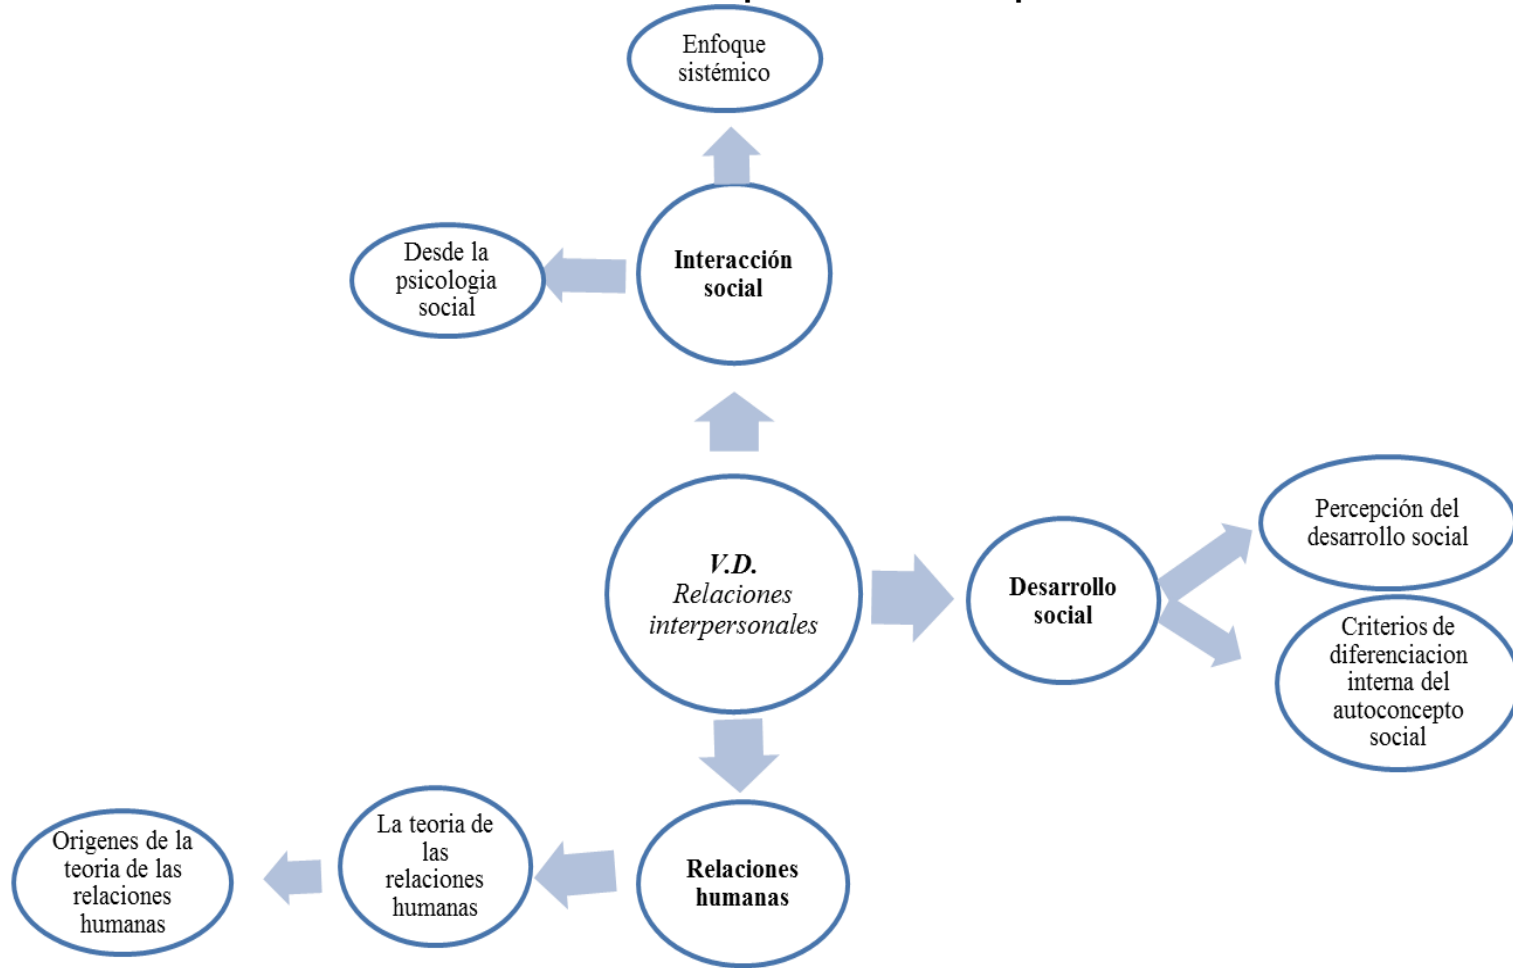 Enfoque
sistémico
Interacción
social
Desde la
psicologia
social
V.D.
Relaciones
interpersonales
Desarrollo
social
Percepción del
desarrollo social
Criterios de
diferenciacion
interna del
autoconcepto
social
Relaciones
humanas
La teoria de
las
relaciones
humanas
Origenes de la
teoria de las
relaciones
humanas